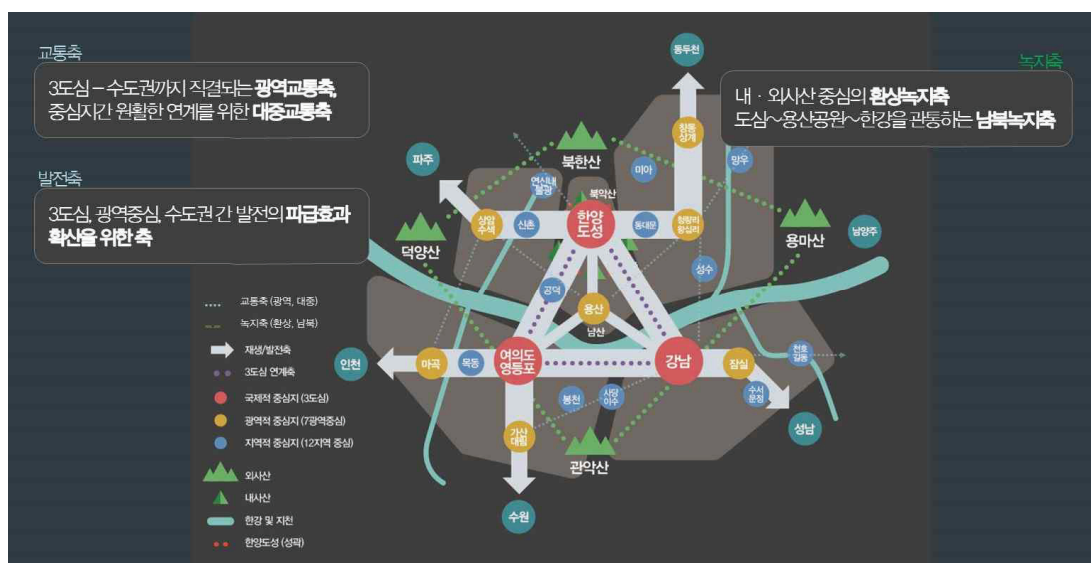 교통축
3도심 – 수도권까지 직결되는 광역교통축,
중심지간 원활한 연계를 위한 대중교통축
발전축
3도심, 광역중심, 수도권 간 발전의 파급효과
확산을 위한 축
녹지축
내 · 외사산 중심의 환상녹지축
도심~용산공원~한강을 관통하는 남북녹지축
동두천
창동
상계
북한산
미아
망우
파주
연신내
불광
북악산
상암
수색
신촌
한양
도성
동대문
청량리
왕십리
덕양산
용마산
남양주
성수
공덕
용산
남산
인천
마곡
목동
여의도
영등포
강남
잠실
천호
길동
봉천
사당
이수
수서
문정
성남
가산
대림
관악산
수원
교통축 (광역, 대중)
녹지축 (환상, 남북)
재생/발전축
3도심 연계축
국제적 중심지 (3도심)
광역적 중심지 (7광역중심)
지역적 중심지 (12지역 중심)
외사산
내사산
한강 및 지천
한양도성 (성곽)